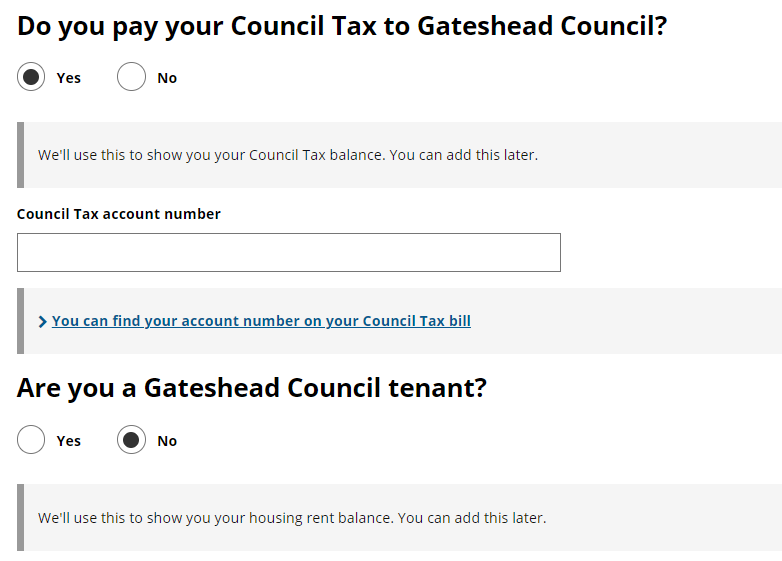 Do you pay your Council Tax to Gateshead Council?
Yes No
We'll use this to show you your Council Tax balance. You can add this later.
Council Tax account number
You can find your account number on your Council Tax bill
Are you a Gateshead Council tenant?
Yes No
We'll use this to show you your housing rent balance. You can add this later.